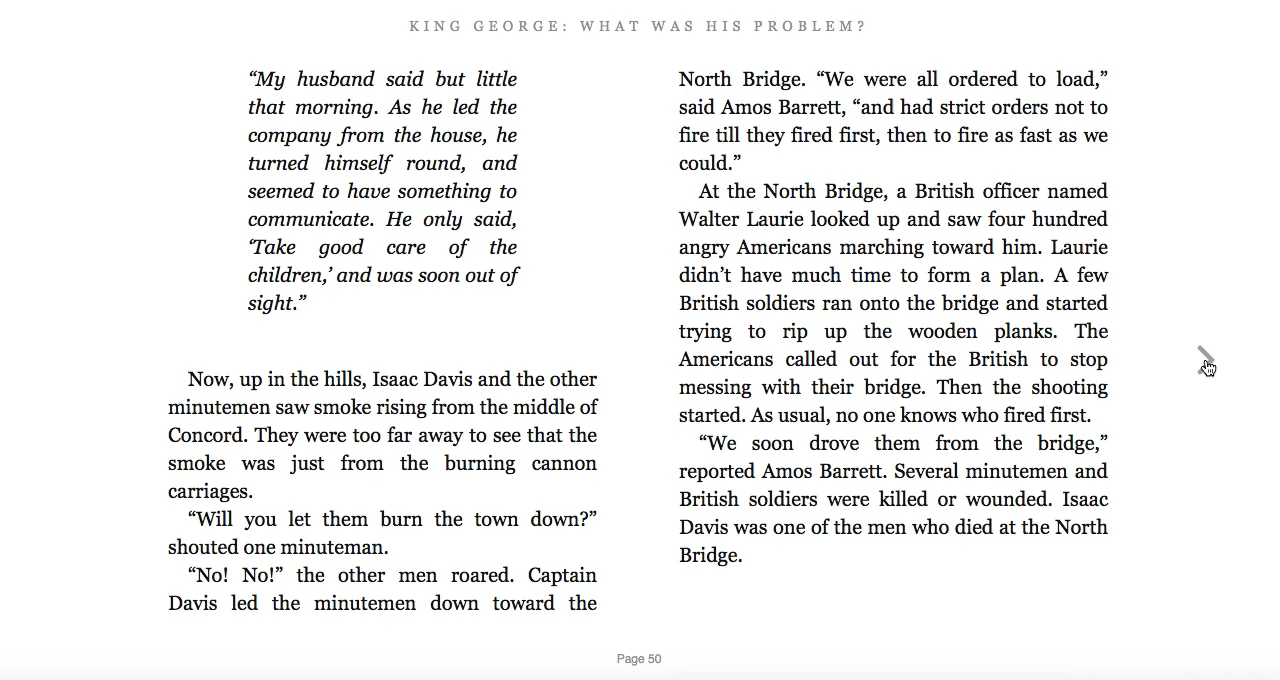 KING GEORGE: WHAT WAS HIS PROBLEM?
“My husband said but little
that morning. As he led the
company from the house, he
turned himself round, and
seemed to have something to
communicate. He only said,
‘Take good care of the
children,’ and was soon out of
sight.”
Now, up in the hills, Isaac Davis and the other
minutemen saw smoke rising from the middle of
Concord. They were too far away to see that the
smoke was just from the burning cannon
carriages.
“Will you let them burn the town down?”
shouted one minuteman.
“No! No!” the other men roared. Captain
Davis led the minutemen down toward the
North Bridge. “We were all ordered to load,”
said Amos Barrett, “and had strict orders not to
fire till they fired first, then to fire as fast as we
could.”
At the North Bridge, a British officer named
Walter Laurie looked up and saw four hundred
angry Americans marching toward him. Laurie
didn’t have much time to form a plan. A few
British soldiers ran onto the bridge and started
trying to rip up the wooden planks. The
Americans called out for the British to stop
messing with their bridge. Then the shooting
started. As usual, no one knows who fired first.
“We soon drove them from the bridge,”
reported Amos Barrett. Several minutemen and
British soldiers were killed or wounded. Isaac
Davis was one of the men who died at the North
Bridge.
Page 50